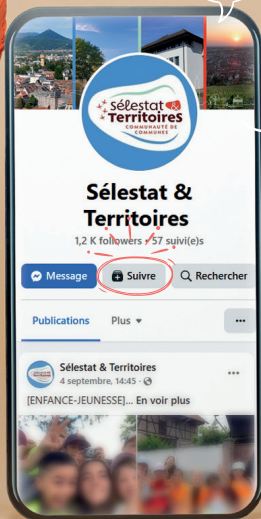 sélestat &
Territoires
COMMUNAUTÉ DE
COMMUNES
Sélestat &
Territoires
1,2 K followers • 57 suivi(e)s
Message
Suivre
Rechercher
Publications
Plus
...
Sélestat & Territoires
...
4 septembre, 14:45 ·
[ENFANCE-JEUNESSE]... En voir plus